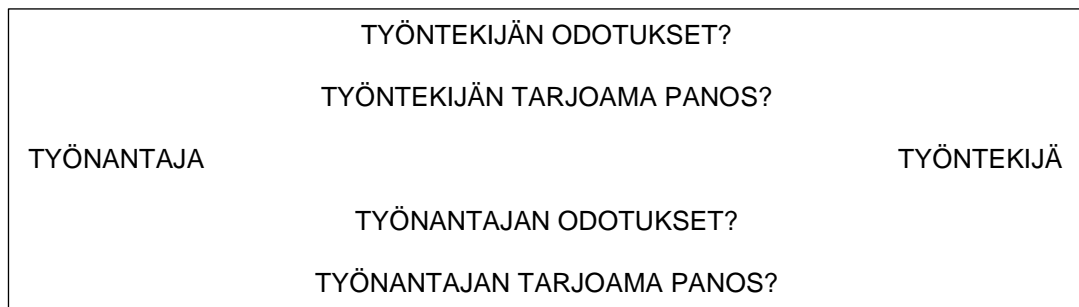 TYÖNTEKIJÄN ODOTUKSET?
TYÖNTEKIJÄN TARJOAMA PANOS?
TYÖNANTAJA TYÖNTEKIJÄ
TYÖNANTAJAN ODOTUKSET?
TYÖNANTAJAN TARJOAMA PANOS?